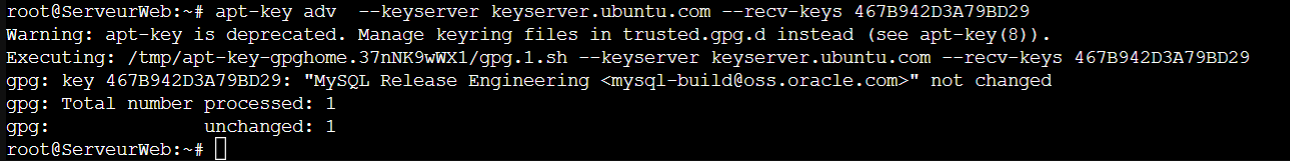 root@ServeurWeb:~# apt-key adv  --keyserver keyserver.ubuntu.com --recv-keys 467B942D3A79BD29
Warning: apt-key is deprecated. Manage keyring files in trusted.gpg.d instead (see apt-key(8)).
Executing: /tmp/apt-key-gpghome.37nNK9wWX1/gpg.1.sh --keyserver keyserver.ubuntu.com --recv-keys 467B942D3A79BD29
gpg: key 467B942D3A79BD29: "MySQL Release Engineering <mysql-build@oss.oracle.com>" not changed
gpg: Total number processed: 1
gpg:              unchanged: 1
root@ServeurWeb:~#